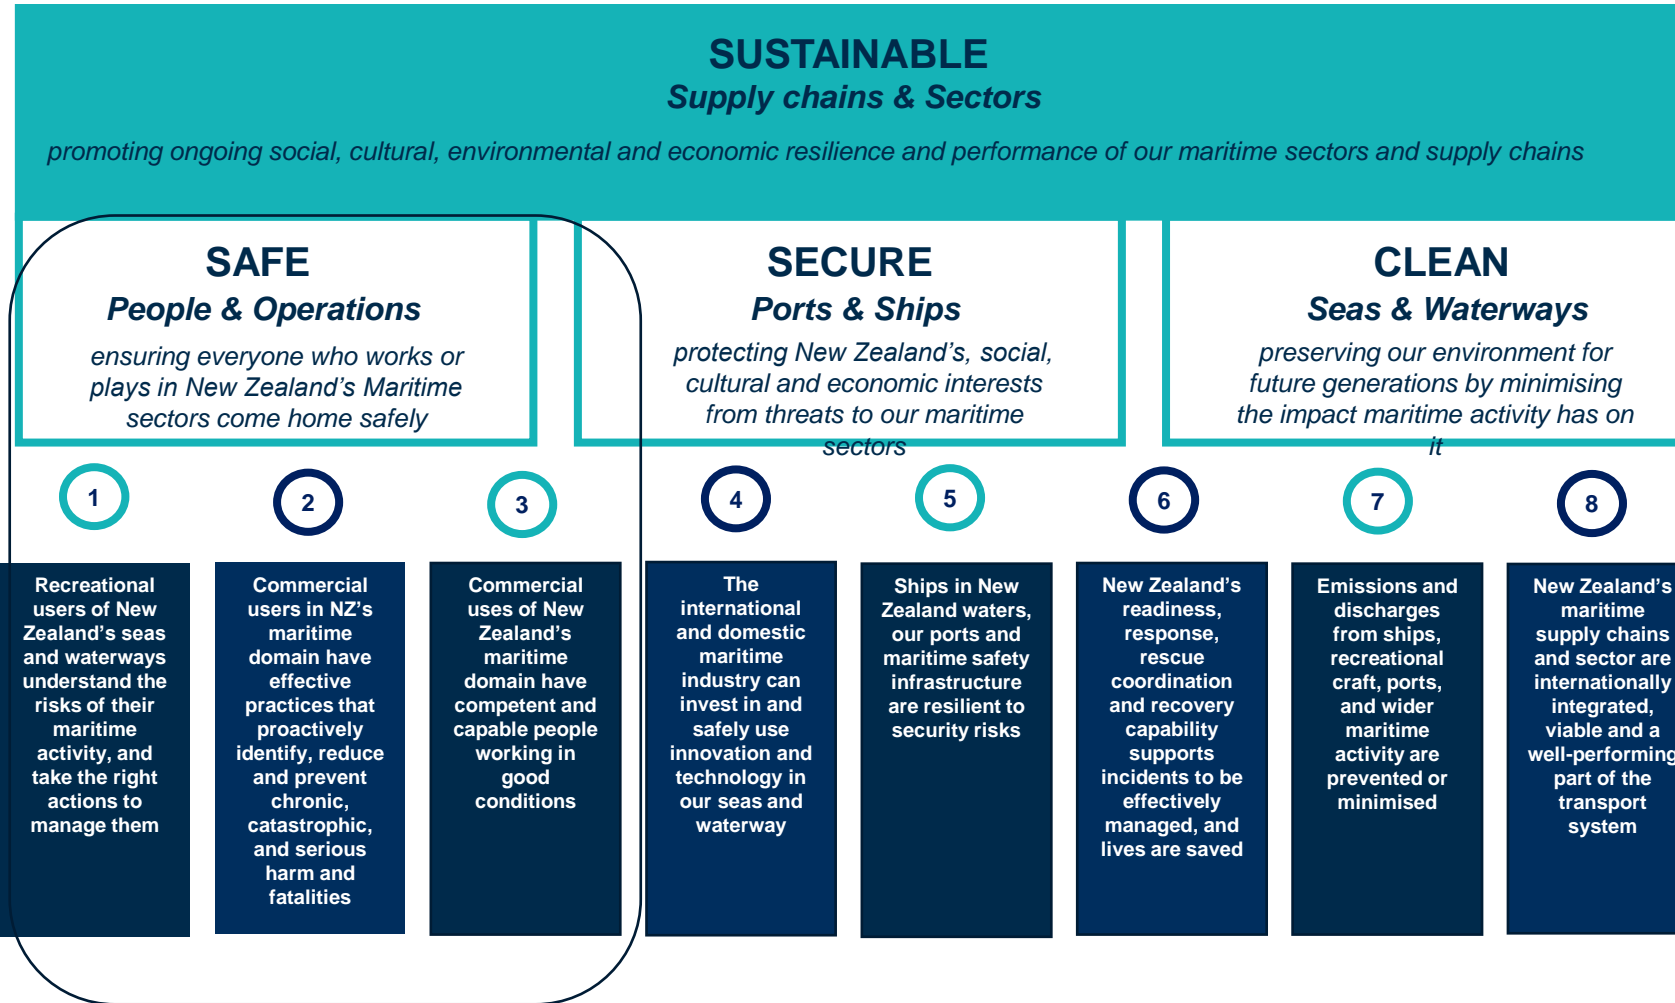 SUSTAINABLE
Supply chains & Sectors
promoting ongoing social, cultural, environmental and economic resilience and performance of our maritime sectors and supply chains
SAFE
People & Operations
ensuring everyone who works or
plays in New Zealand’s Maritime
sectors come home safely
SECURE
Ports & Ships
protecting New Zealand’s, social,
cultural and economic interests
from threats to our maritime
sectors
CLEAN
Seas & Waterways
preserving our environment for
future generations by minimising
the impact maritime activity has on
it
1
2
3
4
5
6
7
8
Recreational
users of New
Zealand’s seas
and waterways
understand the
risks of their
maritime
activity, and
take the right
actions to
manage them
Commercial
users in NZ’s
maritime
domain have
effective
practices that
proactively
identify, reduce
and prevent
chronic,
catastrophic,
and serious
harm and
fatalities
Commercial
uses of New
Zealand’s
maritime
domain have
competent and
capable people
working in
good
conditions
The
international
and domestic
maritime
industry can
invest in and
safely use
innovation and
technology in
our seas and
waterway
Ships in New
Zealand waters,
our ports and
maritime safety
infrastructure
are resilient to
security risks
New Zealand’s
readiness,
response,
rescue
coordination
and recovery
capability
supports
incidents to be
effectively
managed, and
lives are saved
Emissions and
discharges
from ships,
recreational
craft, ports,
and wider
maritime
activity are
prevented or
minimised
New Zealand’s
maritime
supply chains
and sector are
internationally
integrated,
viable and a
well-performing
part of the
transport
system